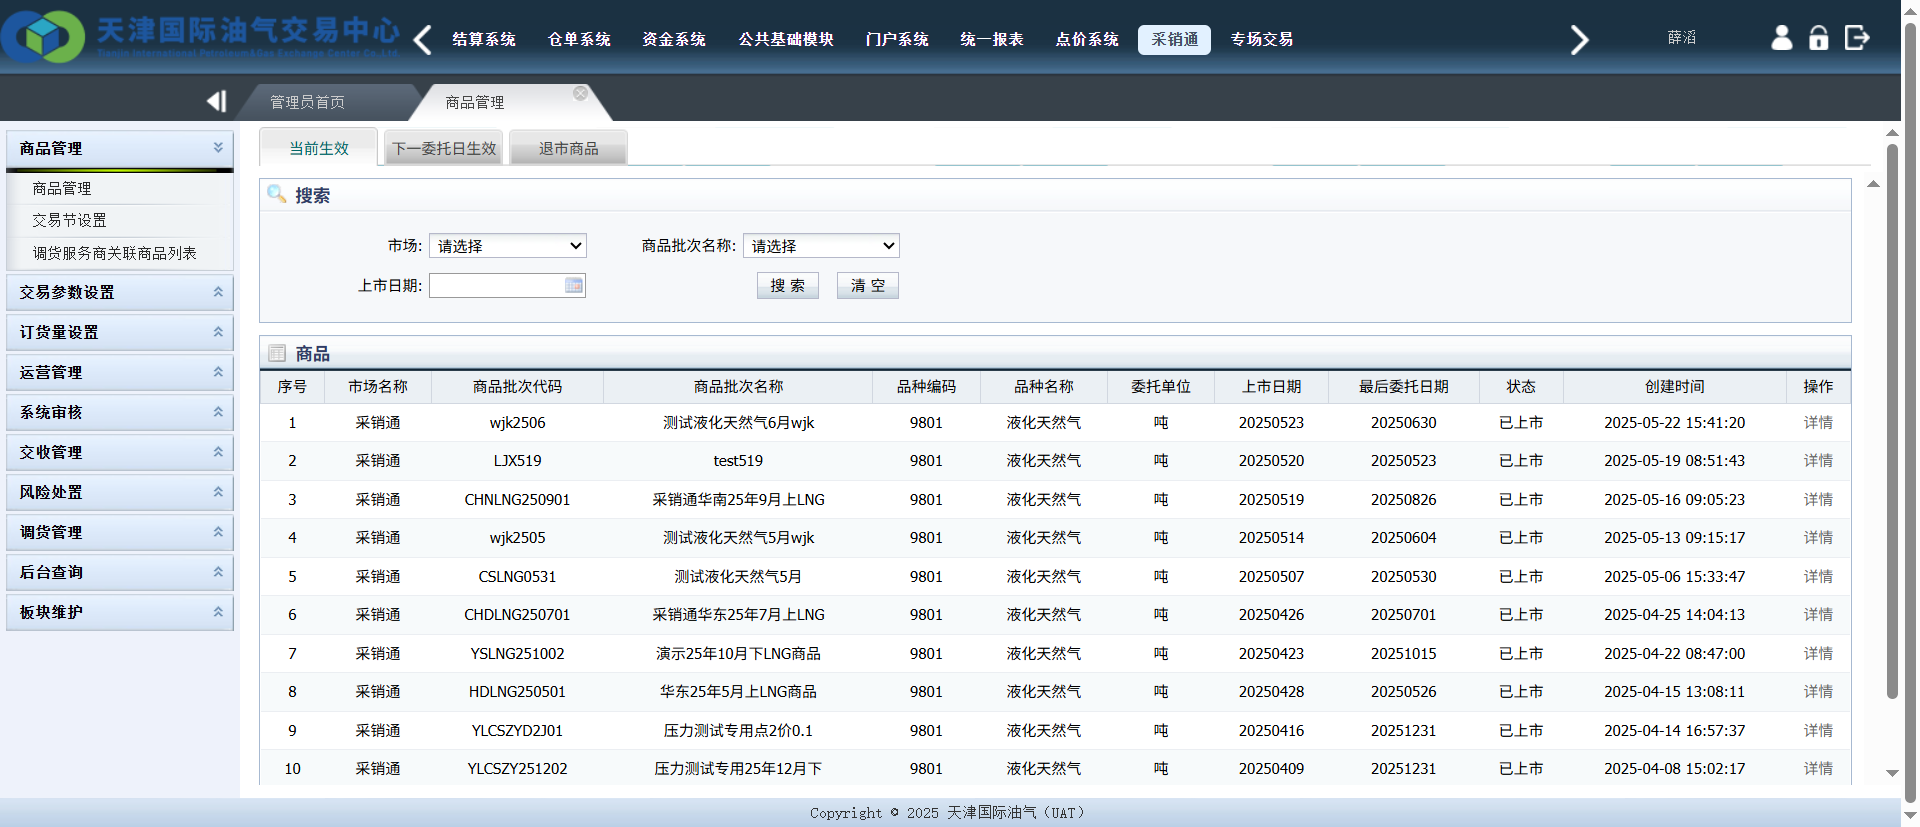 天津国际油气交易中心
Tianjin International Petroleum&Gas Exchange Center Co.,Ltd.
结算系统 仓单系统 资金系统 公共基础模块 门户系统 统一报表 点价系统 采销通 专场交易
薛滔
管理员首页 商品管理
商品管理
商品管理
交易节设置
调货服务商关联商品列表
交易参数设置
订货量设置
运营管理
系统审核
交收管理
风险处置
调货管理
后台查询
板块维护
当前生效 下一委托日生效 退市商品
搜索
市场: 请选择 商品批次名称: 请选择
上市日期: 搜 索 清 空
商品
序号 市场名称 商品批次代码 商品批次名称 品种编码 品种名称 委托单位 上市日期 最后委托日期 状态 创建时间 操作
1 采销通 wjk2506 测试液化天然气6月wjk 9801 液化天然气 吨 20250523 20250630 已上市 2025-05-22 15:41:20 详情
2 采销通 LJX519 test519 9801 液化天然气 吨 20250520 20250523 已上市 2025-05-19 08:51:43 详情
3 采销通 CHNLNG250901 采销通华南25年9月上LNG 9801 液化天然气 吨 20250519 20250826 已上市 2025-05-16 09:05:23 详情
4 采销通 wjk2505 测试液化天然气5月wjk 9801 液化天然气 吨 20250514 20250604 已上市 2025-05-13 09:15:17 详情
5 采销通 CSLNG0531 测试液化天然气5月 9801 液化天然气 吨 20250507 20250530 已上市 2025-05-06 15:33:47 详情
6 采销通 CHDLNG250701 采销通华东25年7月上LNG 9801 液化天然气 吨 20250426 20250701 已上市 2025-04-25 14:04:13 详情
7 采销通 YSLNG251002 演示25年10月下LNG商品 9801 液化天然气 吨 20250423 20251015 已上市 2025-04-22 08:47:00 详情
8 采销通 HDLNG250501 华东25年5月上LNG商品 9801 液化天然气 吨 20250428 20250526 已上市 2025-04-15 13:08:11 详情
9 采销通 YLCSZYD2J01 压力测试专用点2价0.1 9801 液化天然气 吨 20250416 20251231 已上市 2025-04-14 16:57:37 详情
10 采销通 YLCSZY251202 压力测试专用25年12月下 9801 液化天然气 吨 20250409 20251231 已上市 2025-04-08 15:02:17 详情
Copyright © 2025 天津国际油气（UAT）